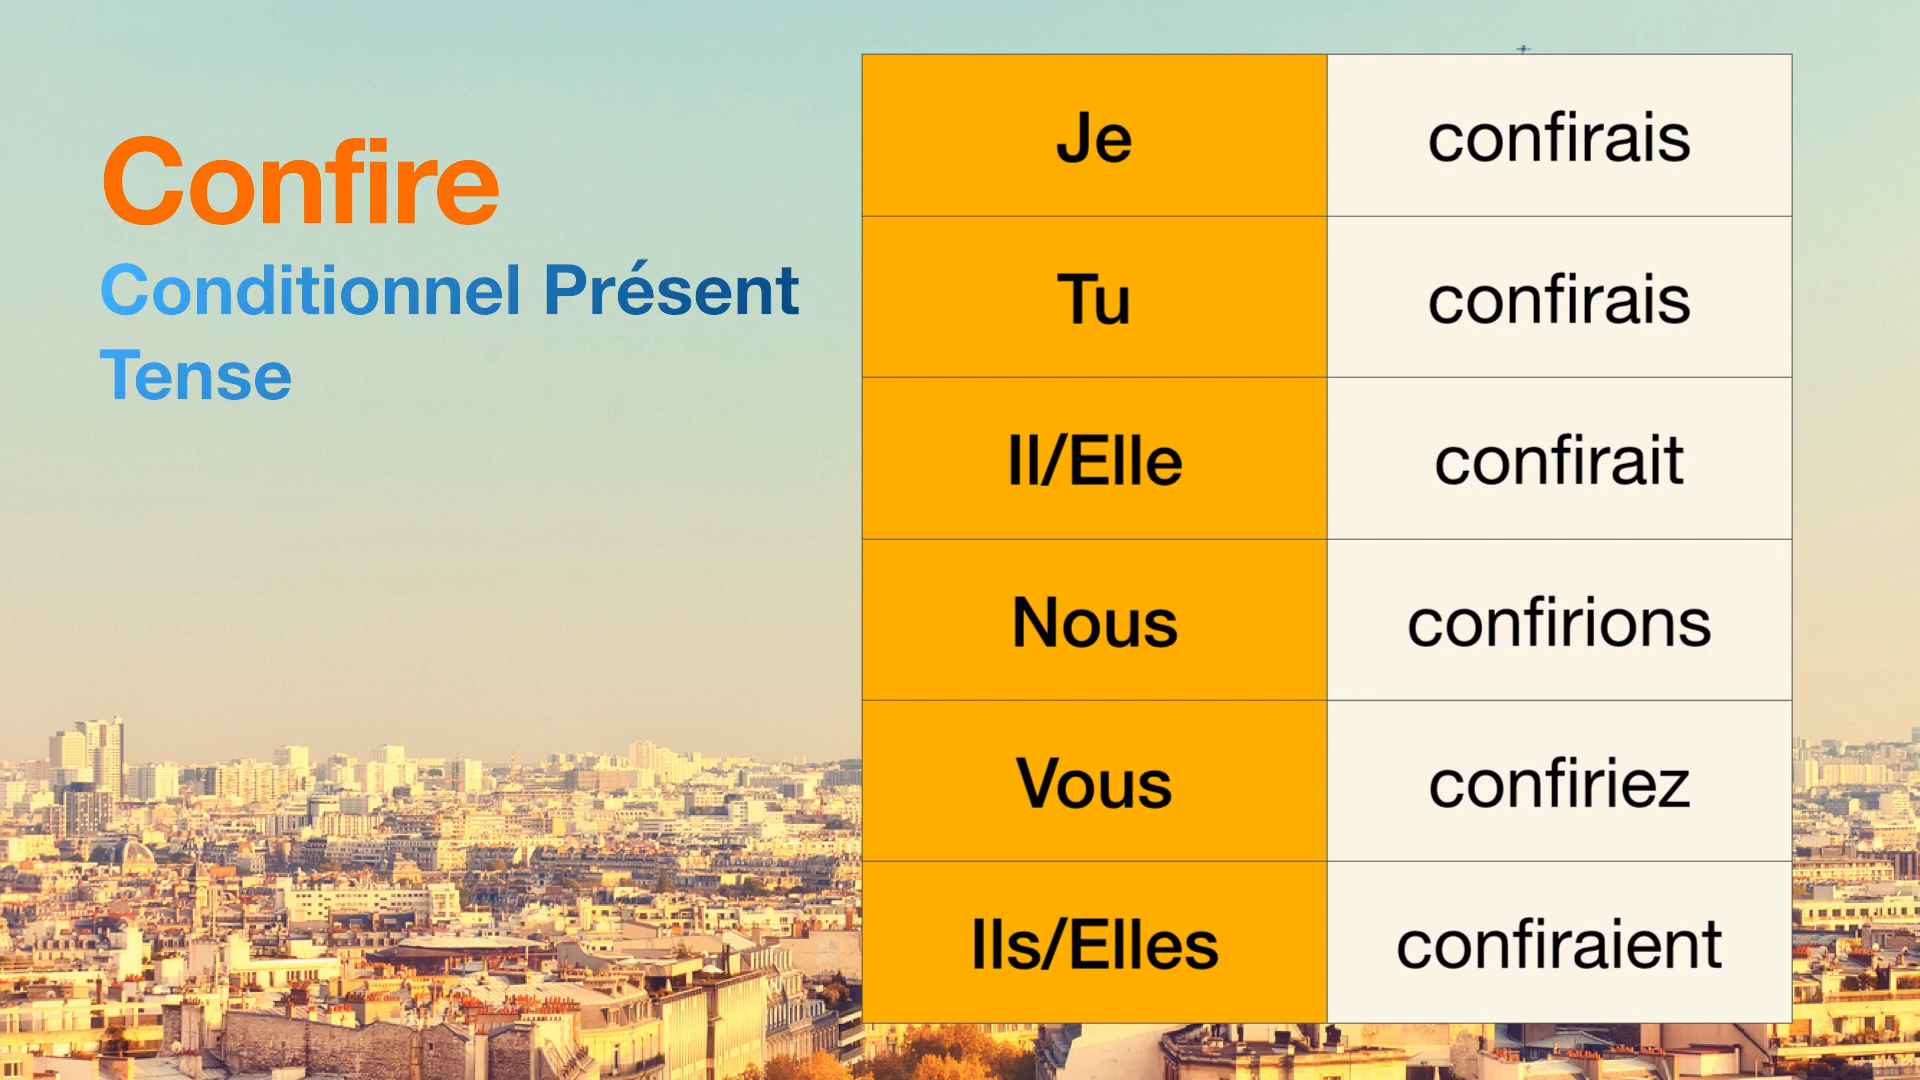 Confire
Conditionnel Présent
Tense
Je confirais
Tu confirais
Il/Elle confirait
Nous confirions
Vous confiriez
Ils/Elles confiraient